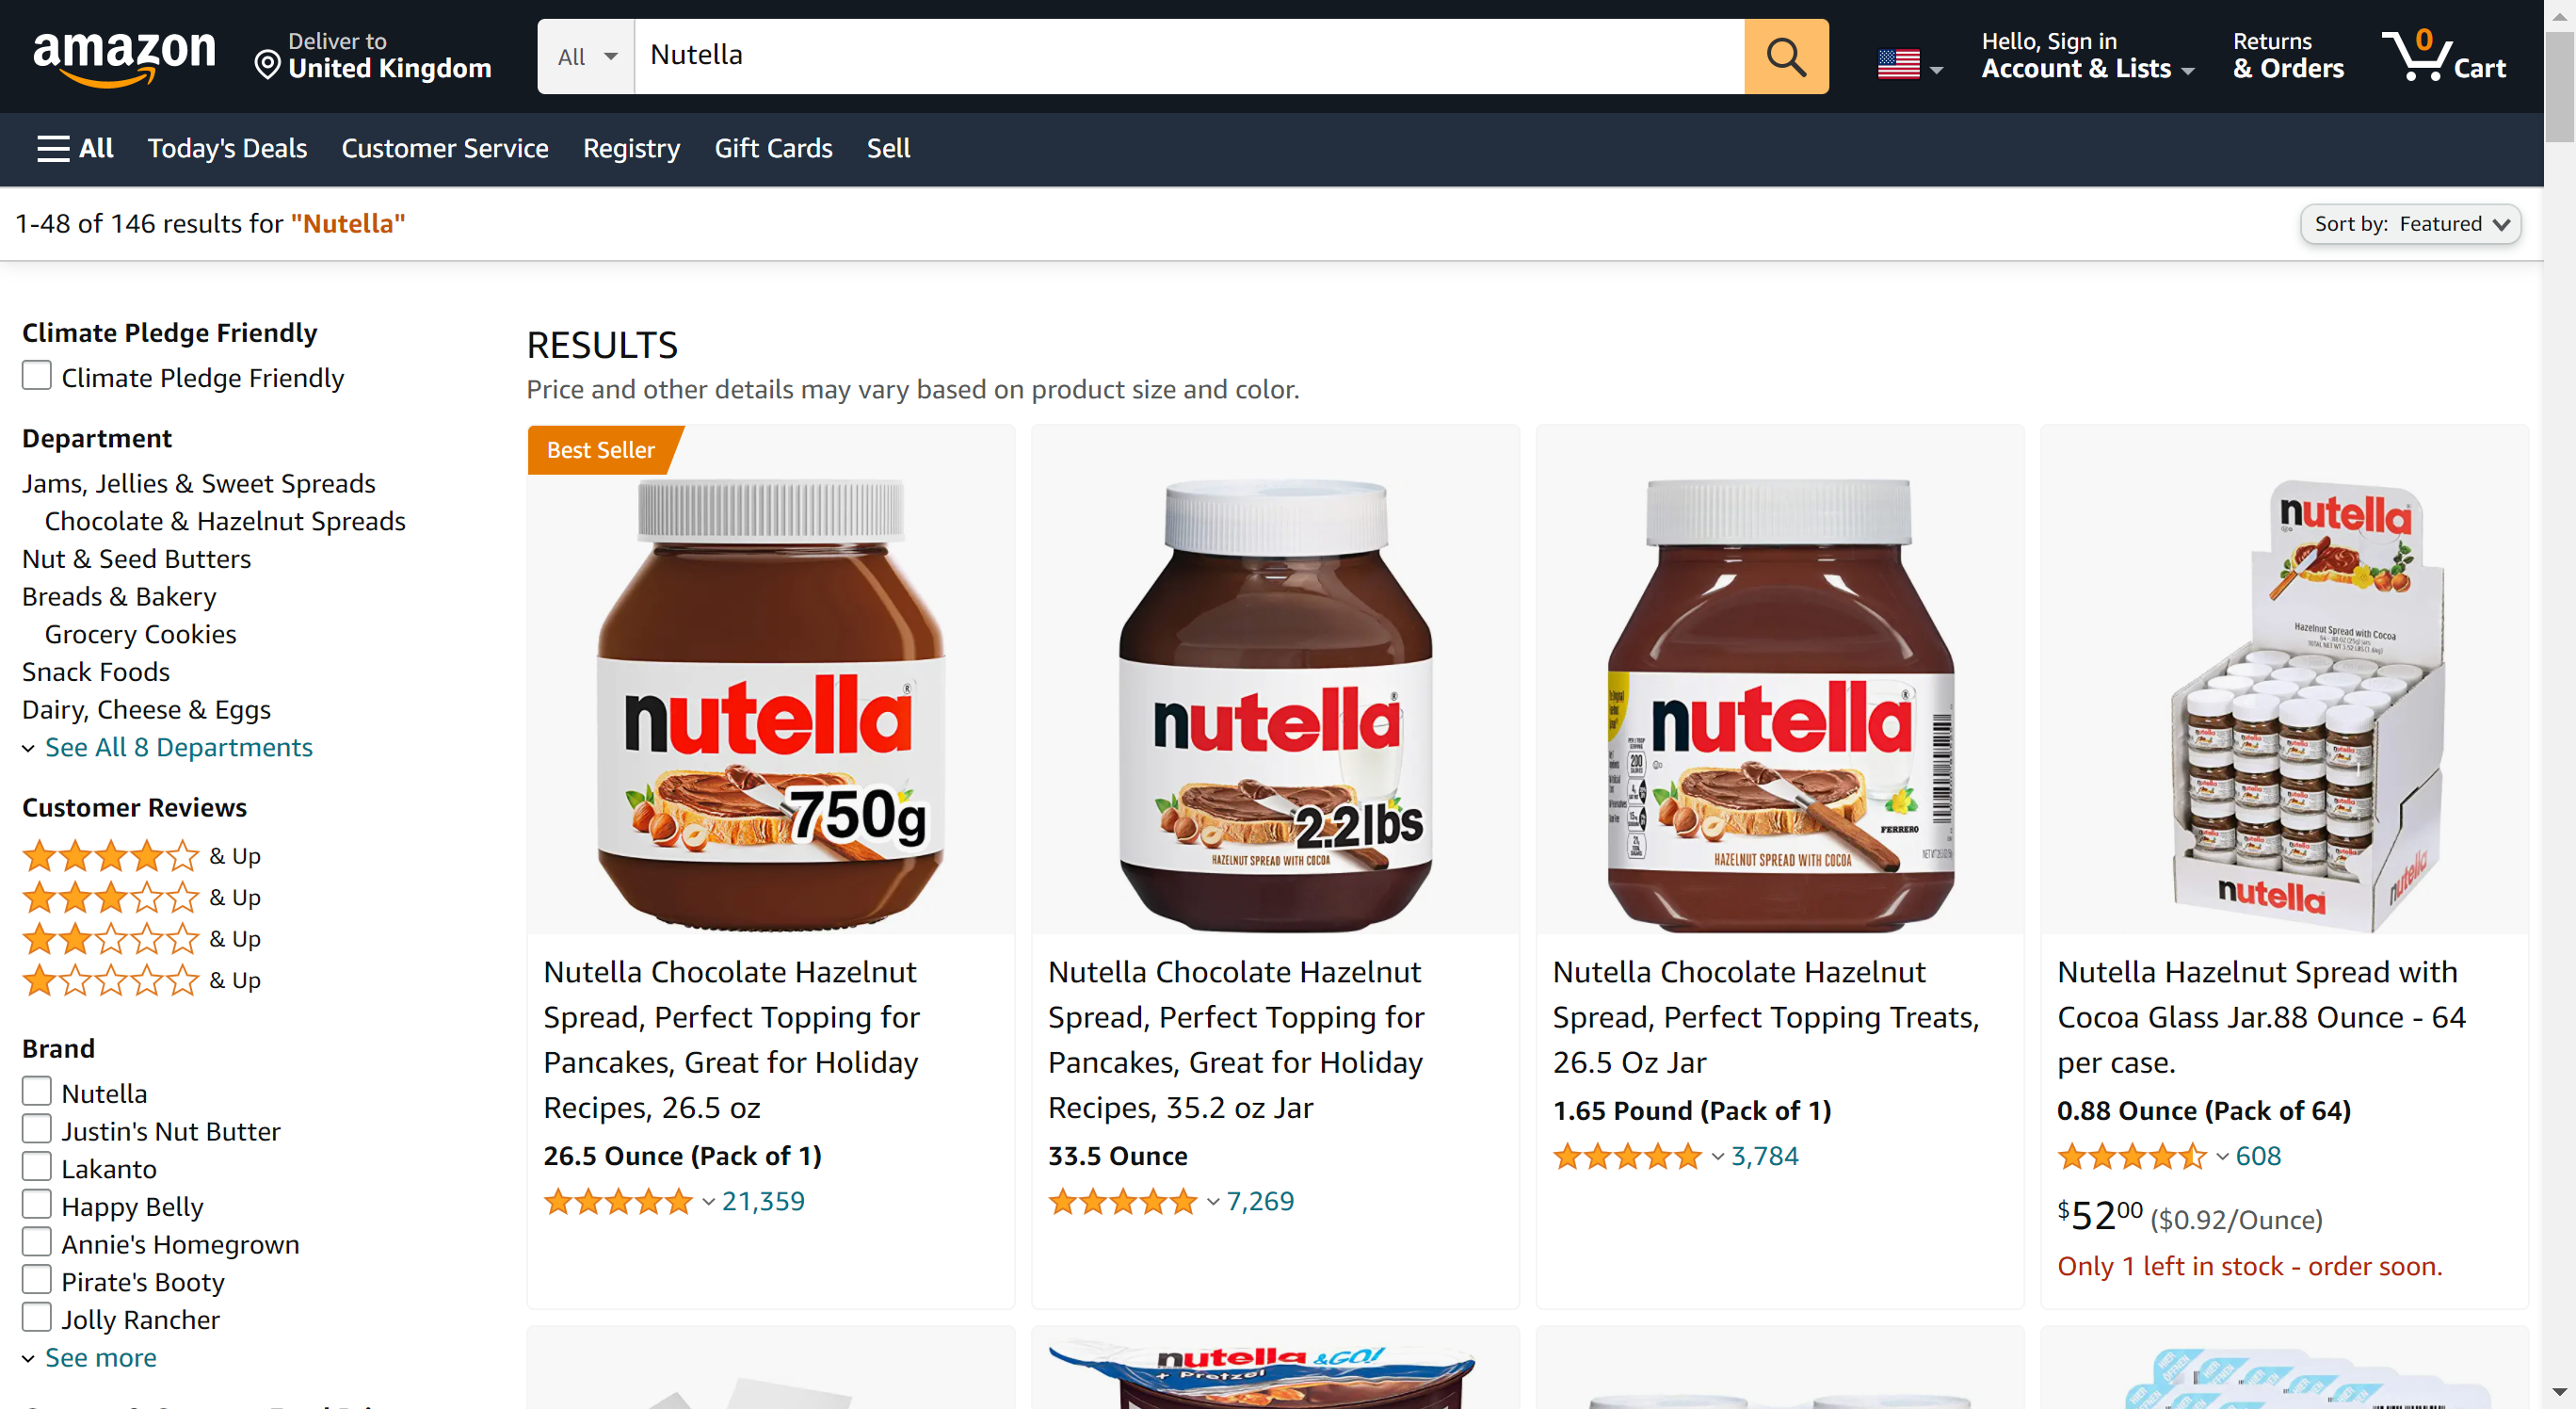 amazon
Deliver to
United Kingdom
All
Nutella
Hello, Sign in
Account & Lists
Returns
& Orders
0
Cart
All
Today's Deals
Customer Service
Registry
Gift Cards
Sell
1-48 of 146 results for "Nutella"
Sort by: Featured
Climate Pledge Friendly
Climate Pledge Friendly
Department
Jams, Jellies & Sweet Spreads
Chocolate & Hazelnut Spreads
Nut & Seed Butters
Breads & Bakery
Grocery Cookies
Snack Foods
Dairy, Cheese & Eggs
See All 8 Departments
Customer Reviews
& Up
& Up
& Up
& Up
Brand
Nutella
Justin's Nut Butter
Lakanto
Happy Belly
Annie's Homegrown
Pirate's Booty
Jolly Rancher
See more
RESULTS
Price and other details may vary based on product size and color.
Best Seller
nutella
750g
Nutella Chocolate Hazelnut
Spread, Perfect Topping for
Pancakes, Great for Holiday
Recipes, 26.5 oz
26.5 Ounce (Pack of 1)
21,359
nutella
2.2lbs
HAZELNUT SPREAD WITH COCOA
Nutella Chocolate Hazelnut
Spread, Perfect Topping for
Pancakes, Great for Holiday
Recipes, 35.2 oz Jar
33.5 Ounce
7,269
nutella
FERRERO
HAZELNUT SPREAD WITH COCOA
Nutella Chocolate Hazelnut
Spread, Perfect Topping Treats,
26.5 Oz Jar
1.65 Pound (Pack of 1)
3,784
nutella
Hazelnut Spread with Cocoa
nutella
nutella
Nutella Hazelnut Spread with
Cocoa Glass Jar.88 Ounce - 64
per case.
0.88 Ounce (Pack of 64)
608
$5200 ($0.92/Ounce)
Only 1 left in stock - order soon.
nutella &GO!
+ Pretzel
HIER ÖFFNEN